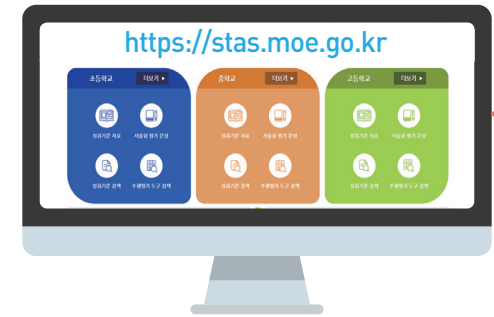 https://stas.moe.go.kr
초등학교 더보기 ▸ 중학교 더보기 ▸ 고등학교 더보기 ▸
성취기준 자료 서술형 평가 문항 성취기준 자료 서술형 평가 문항 성취기준 자료 서술형 평가 문항
성취기준 검색 수행평가 도구 검색 성취기준 검색 수행평가 도구 검색 성취기준 검색 수행평가 도구 검색